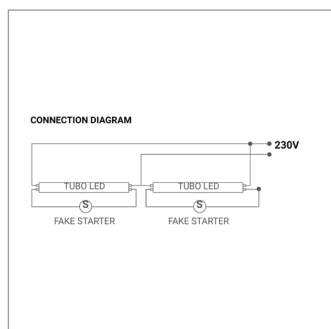 CONNECTION DIAGRAM
230V
TUBO LED TUBO LED
S S
FAKE STARTER FAKE STARTER